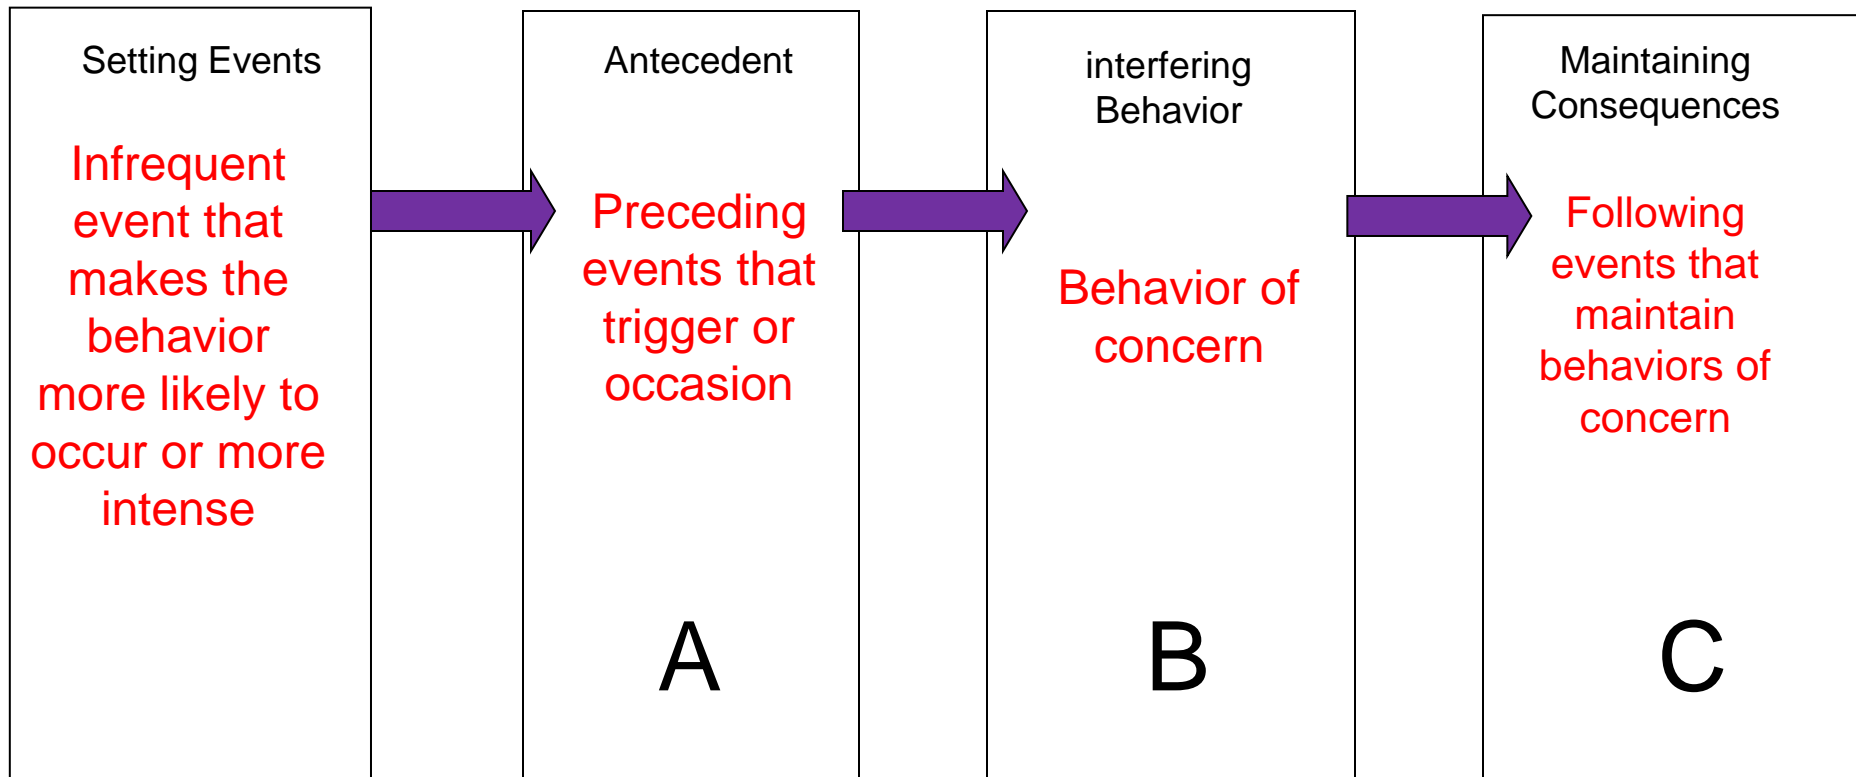 Setting Events
Infrequent
event that
makes the
behavior
more likely to
occur or more
intense
Antecedent
Preceding
events that
trigger or
occasion
A
interfering
Behavior
Behavior of
concern
B
Maintaining
Consequences
Following
events that
maintain
behaviors of
concern
C